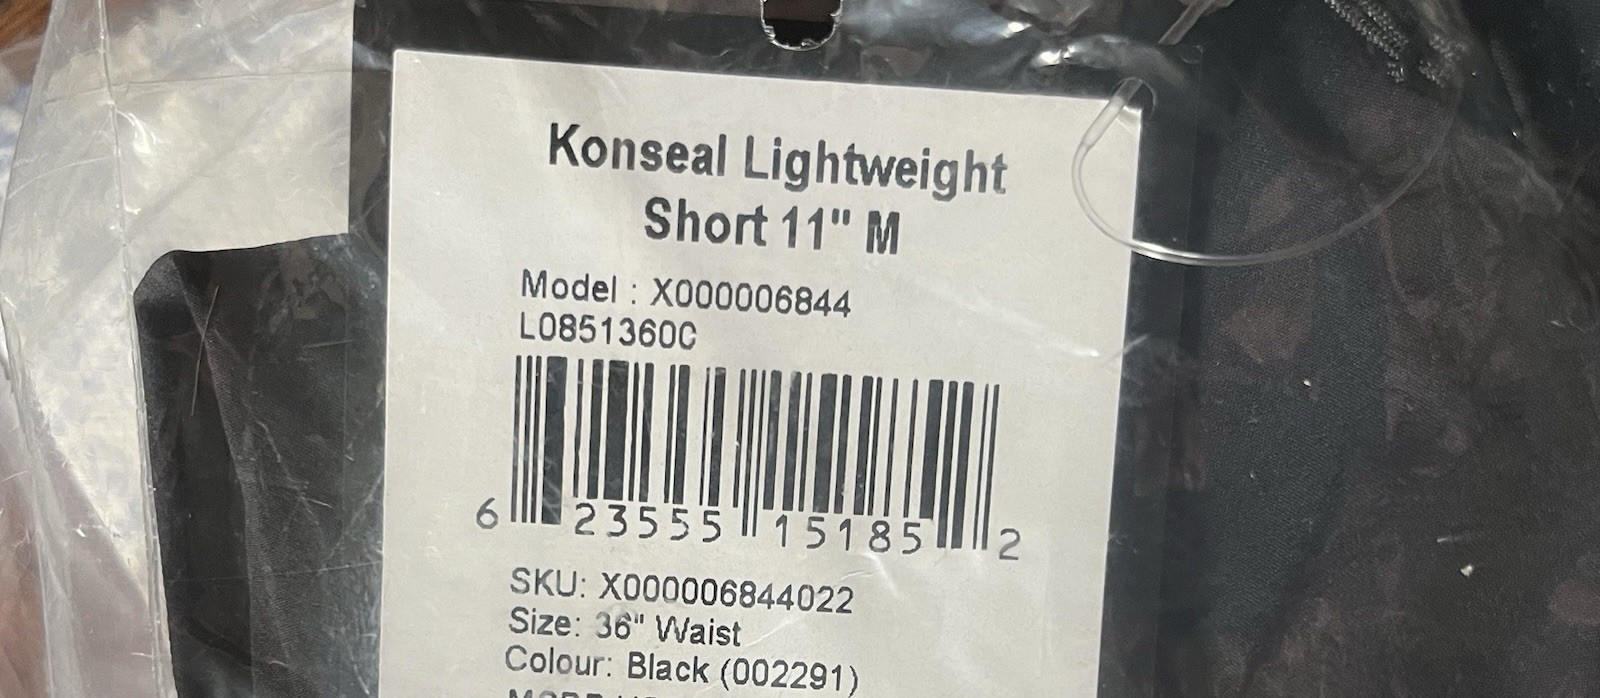 Konseal Lightweight
Short 11" M
Model : X000006844
L0851360C
6 23555 15185 2
SKU: X000006844022
Size: 36" Waist
Colour: Black (002291)